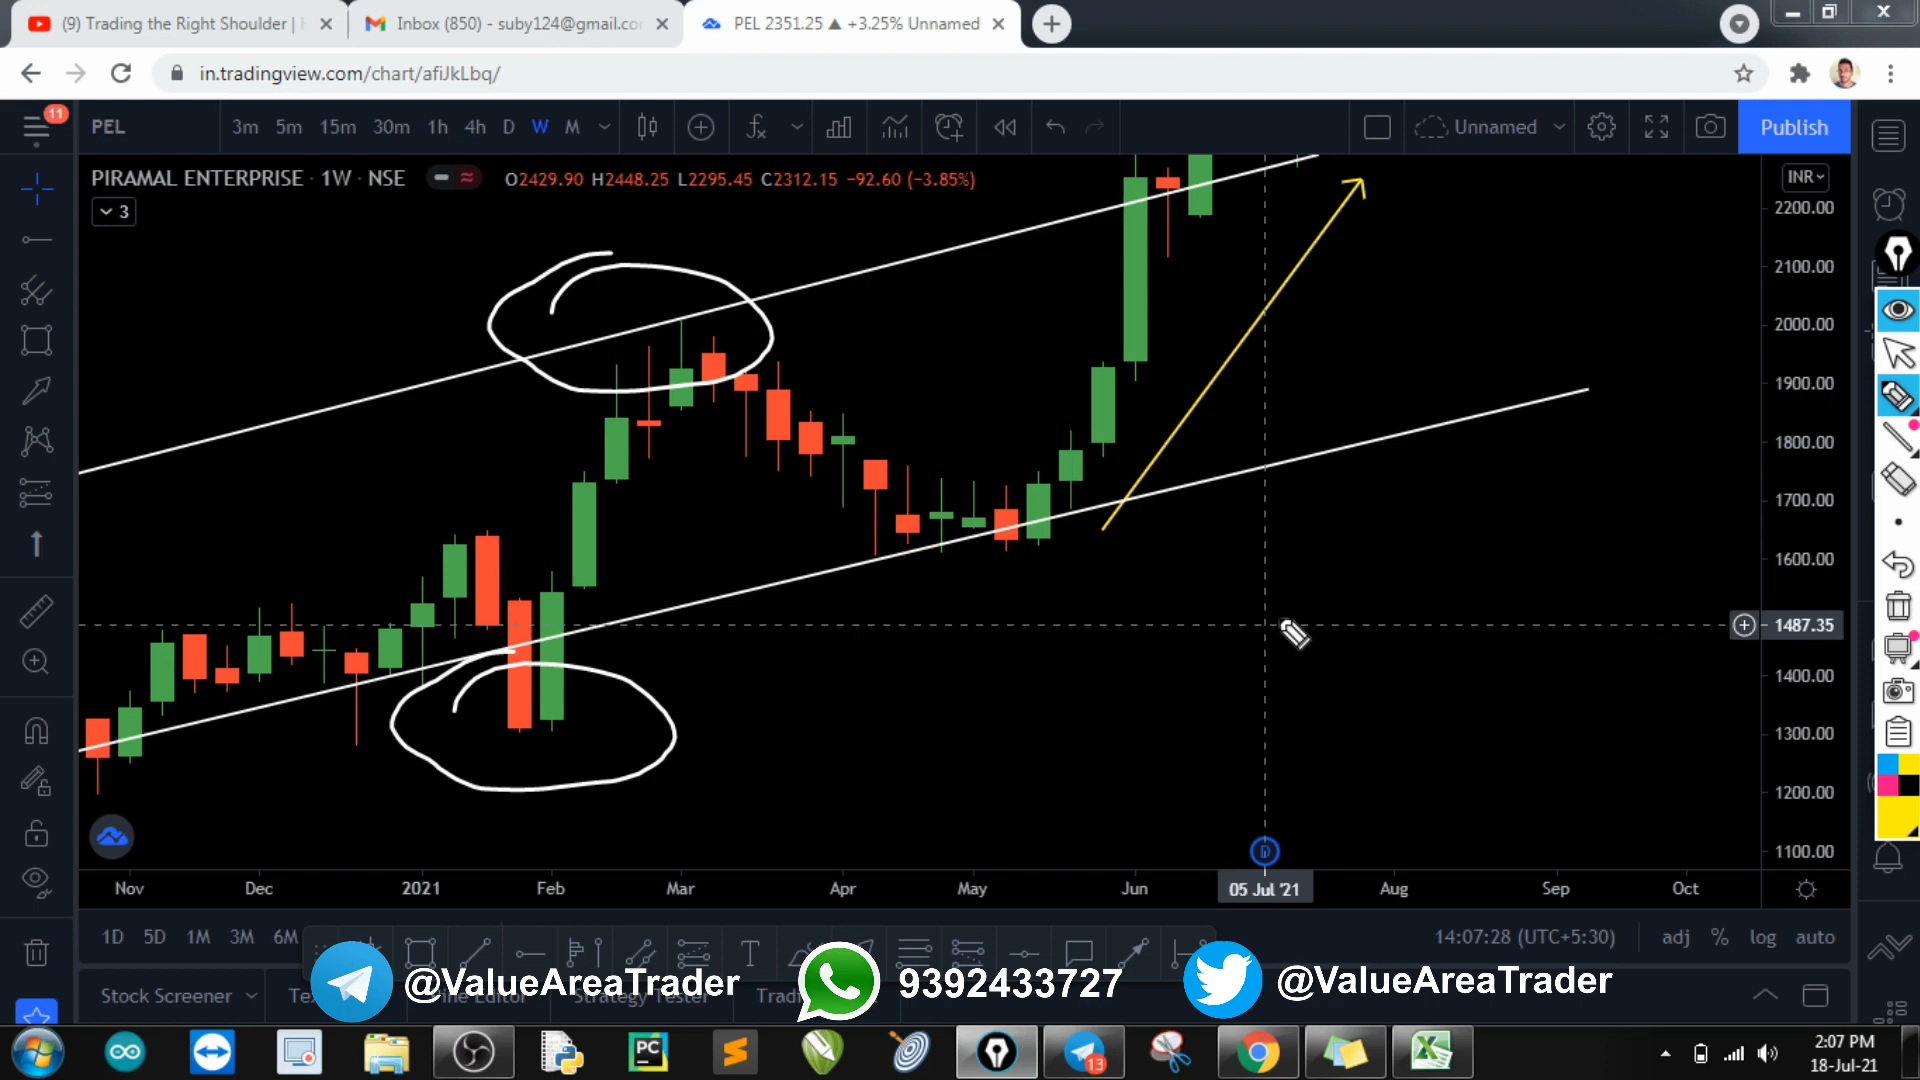 (9) Trading the Right Shoulder |
Inbox (850) - suby124@gmail.co
PEL 2351.25 ▲ +3.25% Unnamed
in.tradingview.com/chart/afiJkLbq/
11
PEL
3m 5m 15m 30m 1h 4h D W M
Unnamed
Publish
PIRAMAL ENTERPRISE · 1W · NSE
O2429.90 H2448.25 L2295.45 C2312.15 −92.60 (−3.85%)
INR
3
2200.00
2100.00
2000.00
1900.00
1800.00
1700.00
1600.00
1487.35
1400.00
1300.00
1200.00
1100.00
D
Nov Dec 2021 Feb Mar Apr May Jun 05 Jul '21 Aug Sep Oct
1D 5D 1M 3M 6M
14:07:28 (UTC+5:30) adj % log auto
@ValueAreaTrader 9392433727 @ValueAreaTrader
Stock Screener Strategy Tester
PC
13
2:07 PM
18-Jul-21